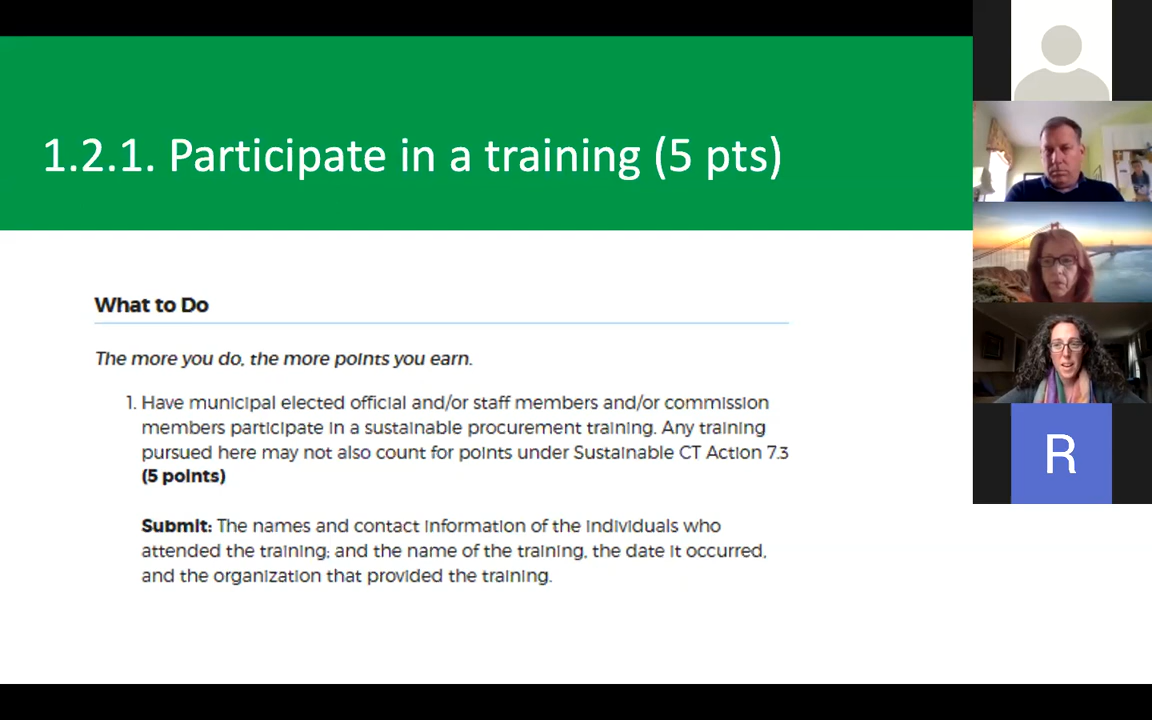 1.2.1. Participate in a training (5 pts)
What to Do
The more you do, the more points you earn.
1. Have municipal elected official and/or staff members and/or commission
members participate in a sustainable procurement training. Any training
pursued here may not also count for points under Sustainable CT Action 7.3
(5 points)
Submit: The names and contact information of the individuals who
attended the training; and the name of the training, the date it occurred,
and the organization that provided the training.
R